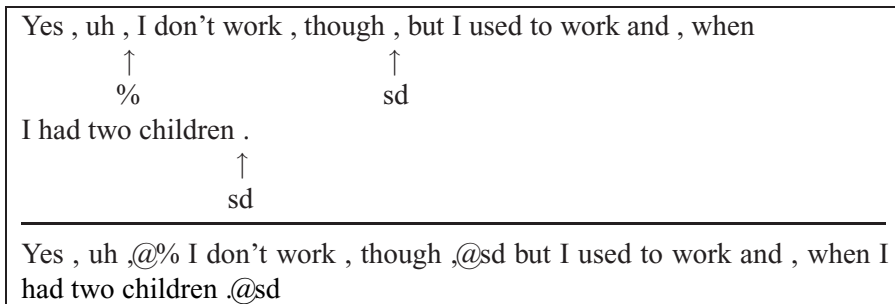 Yes , uh , I don’t work , though , but I used to work and , when
↑ ↑
% sd
I had two children .
↑
sd
Yes , uh ,@% I don’t work , though ,@sd but I used to work and , when I
had two children .@sd